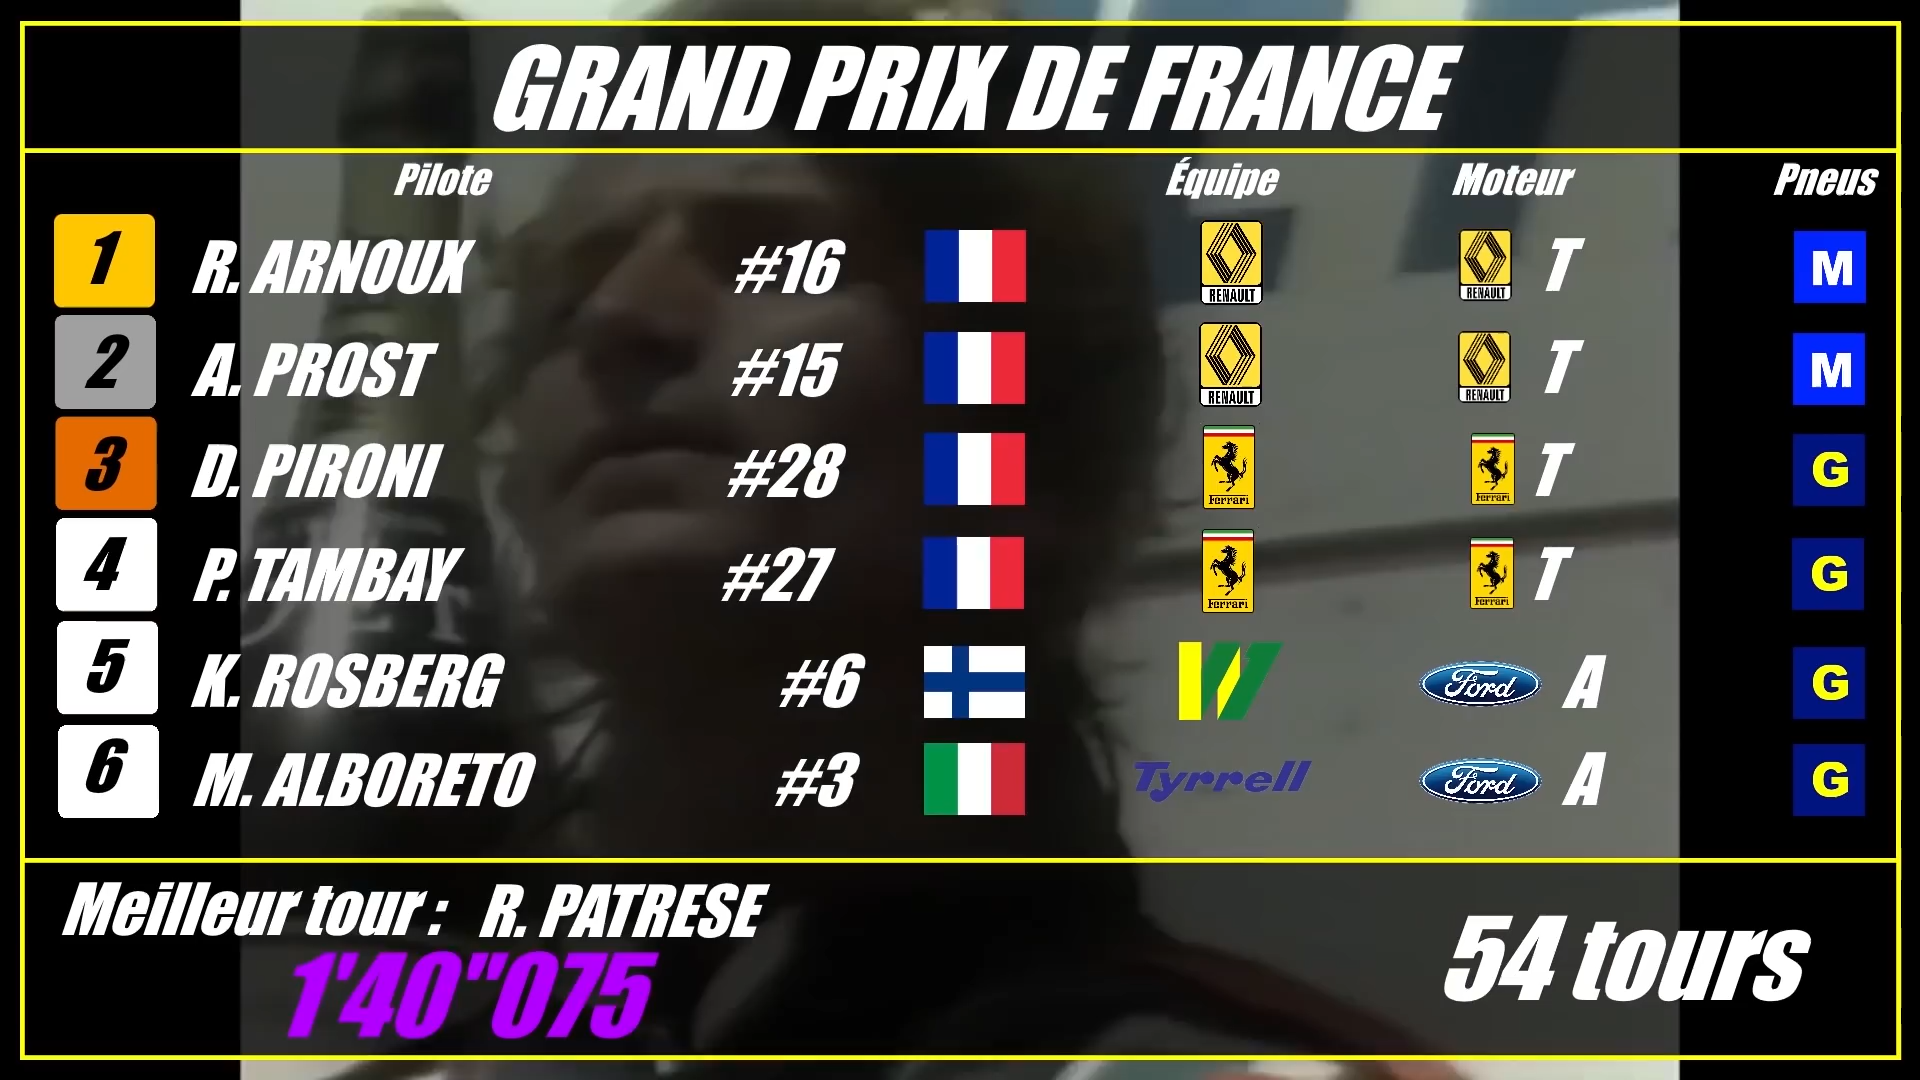 GRAND PRIX DE FRANCE
Pilote Équipe Moteur Pneus
1 R. ARNOUX #16 RENAULT RENAULT T M
2 A. PROST #15 RENAULT RENAULT T M
3 D. PIRONI #28 Ferrari Ferrari T G
4 P. TAMBAY #27 Ferrari Ferrari T G
5 K. ROSBERG #6 W Ford A G
6 M. ALBORETO #3 Tyrrell Ford A G
Meilleur tour : R. PATRESE
1'40"075
54 tours